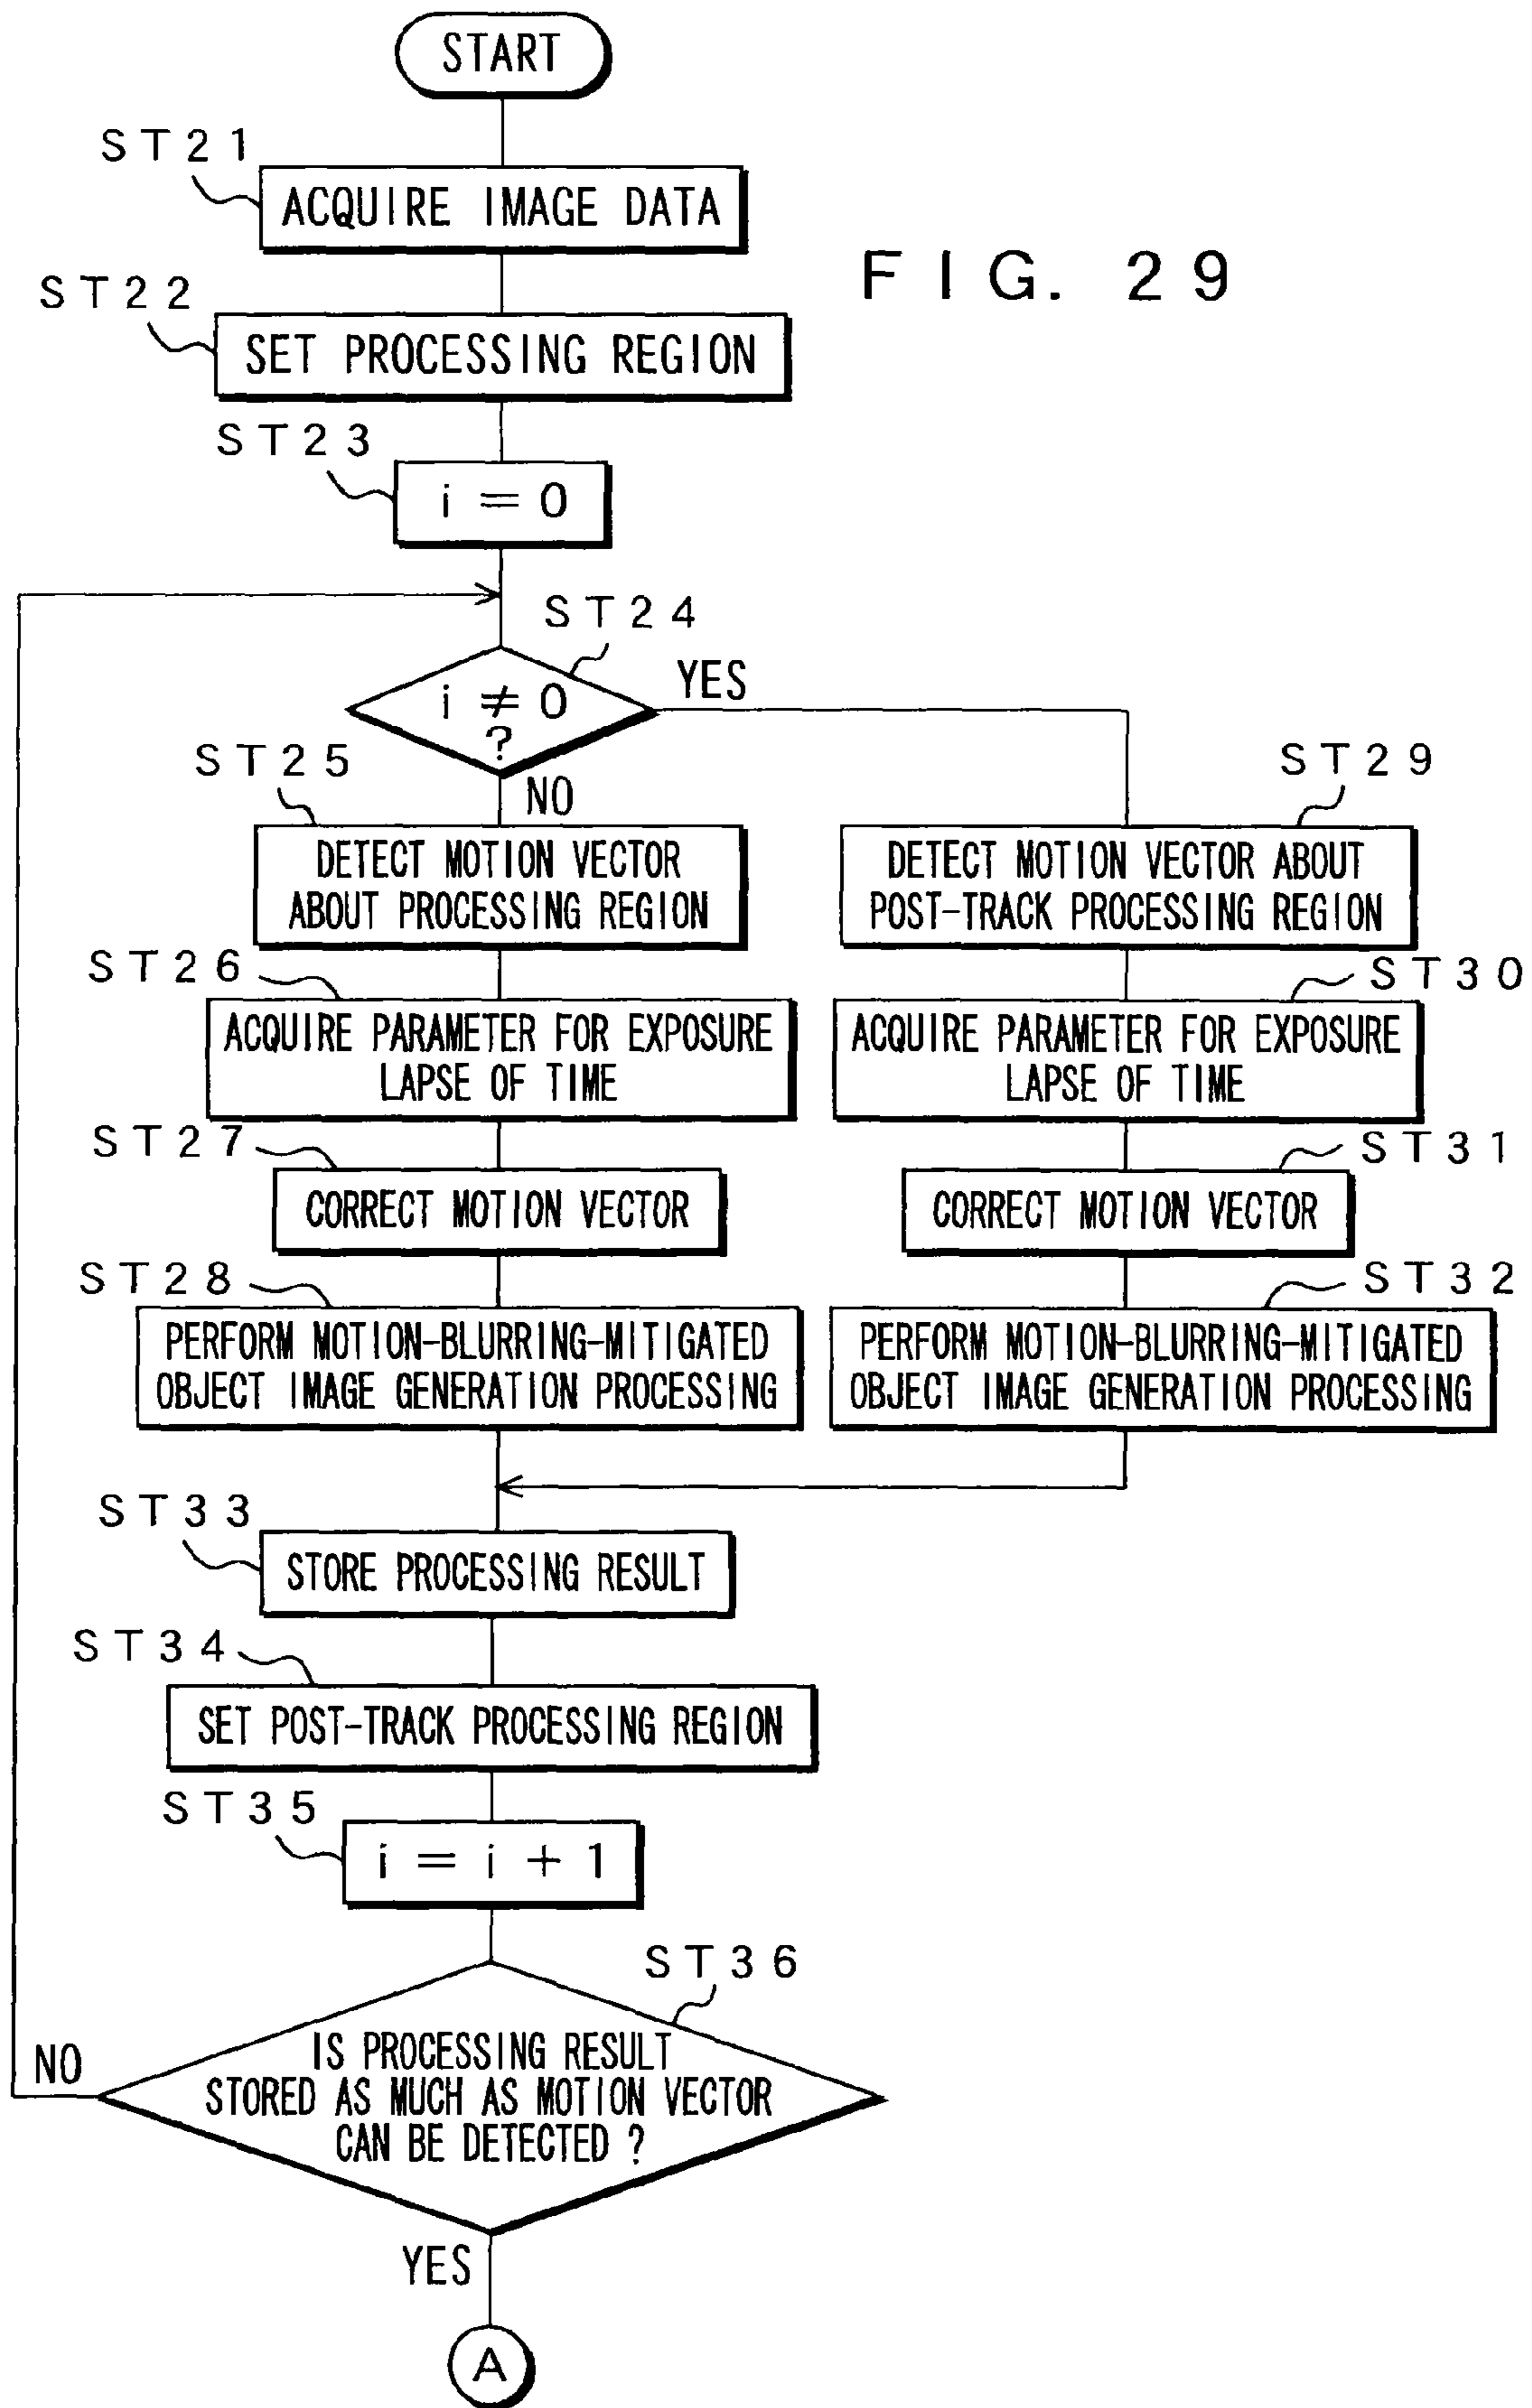 START
ST21
ACQUIRE IMAGE DATA
FIG. 29
ST22
SET PROCESSING REGION
ST23
i = 0
ST24
i ≠ 0
?
YES
NO
ST25
DETECT MOTION VECTOR
ABOUT PROCESSING REGION
ST29
DETECT MOTION VECTOR ABOUT
POST-TRACK PROCESSING REGION
ST26
ACQUIRE PARAMETER FOR EXPOSURE
LAPSE OF TIME
ST30
ACQUIRE PARAMETER FOR EXPOSURE
LAPSE OF TIME
ST27
CORRECT MOTION VECTOR
ST31
CORRECT MOTION VECTOR
ST28
PERFORM MOTION-BLURRING-MITIGATED
OBJECT IMAGE GENERATION PROCESSING
ST32
PERFORM MOTION-BLURRING-MITIGATED
OBJECT IMAGE GENERATION PROCESSING
ST33
STORE PROCESSING RESULT
ST34
SET POST-TRACK PROCESSING REGION
ST35
i = i + 1
ST36
IS PROCESSING RESULT
STORED AS MUCH AS MOTION VECTOR
CAN BE DETECTED ?
NO
YES
A